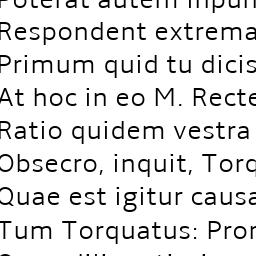 Poterat autem inpun
Respondent extrema
Primum quid tu dicis
At hoc in eo M. Recte
Ratio quidem vestra
Obsecro, inquit, Torq
Quae est igitur causa
Tum Torquatus: Pror